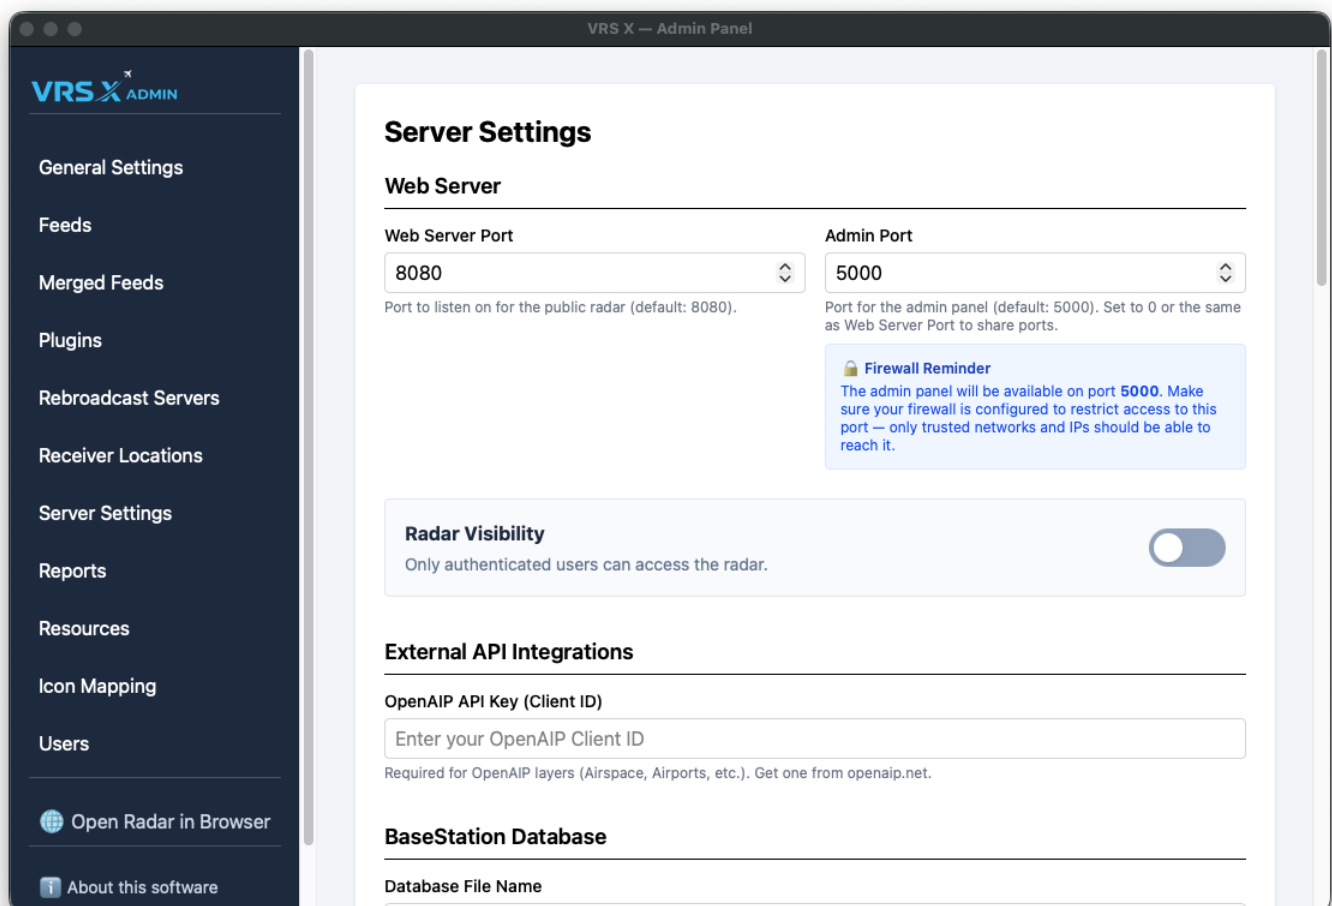 VRS X — Admin Panel
VRS X ADMIN
General Settings
Feeds
Merged Feeds
Plugins
Rebroadcast Servers
Receiver Locations
Server Settings
Reports
Resources
Icon Mapping
Users
Open Radar in Browser
About this software
Server Settings
Web Server
Web Server Port
8080
Port to listen on for the public radar (default: 8080).
Admin Port
5000
Port for the admin panel (default: 5000). Set to 0 or the same
as Web Server Port to share ports.
Firewall Reminder
The admin panel will be available on port 5000. Make
sure your firewall is configured to restrict access to this
port — only trusted networks and IPs should be able to
reach it.
Radar Visibility
Only authenticated users can access the radar.
External API Integrations
OpenAIP API Key (Client ID)
Enter your OpenAIP Client ID
Required for OpenAIP layers (Airspace, Airports, etc.). Get one from openaip.net.
BaseStation Database
Database File Name